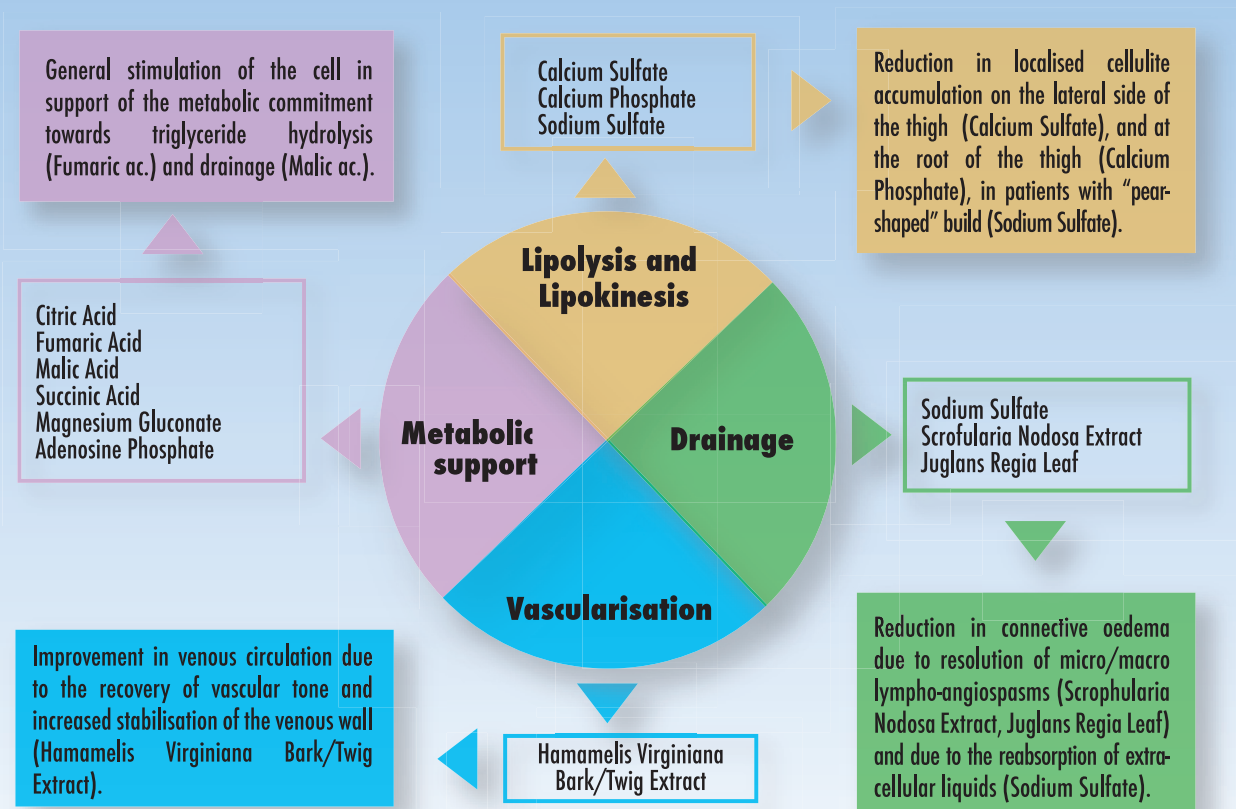 General stimulation of the cell in
support of the metabolic commitment
towards triglyceride hydrolysis
(Fumaric ac.) and drainage (Malic ac.).
Calcium Sulfate
Calcium Phosphate
Sodium Sulfate
Reduction in localised cellulite
accumulation on the lateral side of
the thigh (Calcium Sulfate), and at
the root of the thigh (Calcium
Phosphate), in patients with “pear-
shaped” build (Sodium Sulfate).
Citric Acid
Fumaric Acid
Malic Acid
Succinic Acid
Magnesium Gluconate
Adenosine Phosphate
Lipolysis and
Lipokinesis
Metabolic
support
Drainage
Vascularisation
Sodium Sulfate
Scrofularia Nodosa Extract
Juglans Regia Leaf
Improvement in venous circulation due
to the recovery of vascular tone and
increased stabilisation of the venous wall
(Hamamelis Virginiana Bark/Twig
Extract).
Hamamelis Virginiana
Bark/Twig Extract
Reduction in connective oedema
due to resolution of micro/macro
lympho-angiospasms (Scrophularia
Nodosa Extract, Juglans Regia Leaf)
and due to the reabsorption of extra-
cellular liquids (Sodium Sulfate).